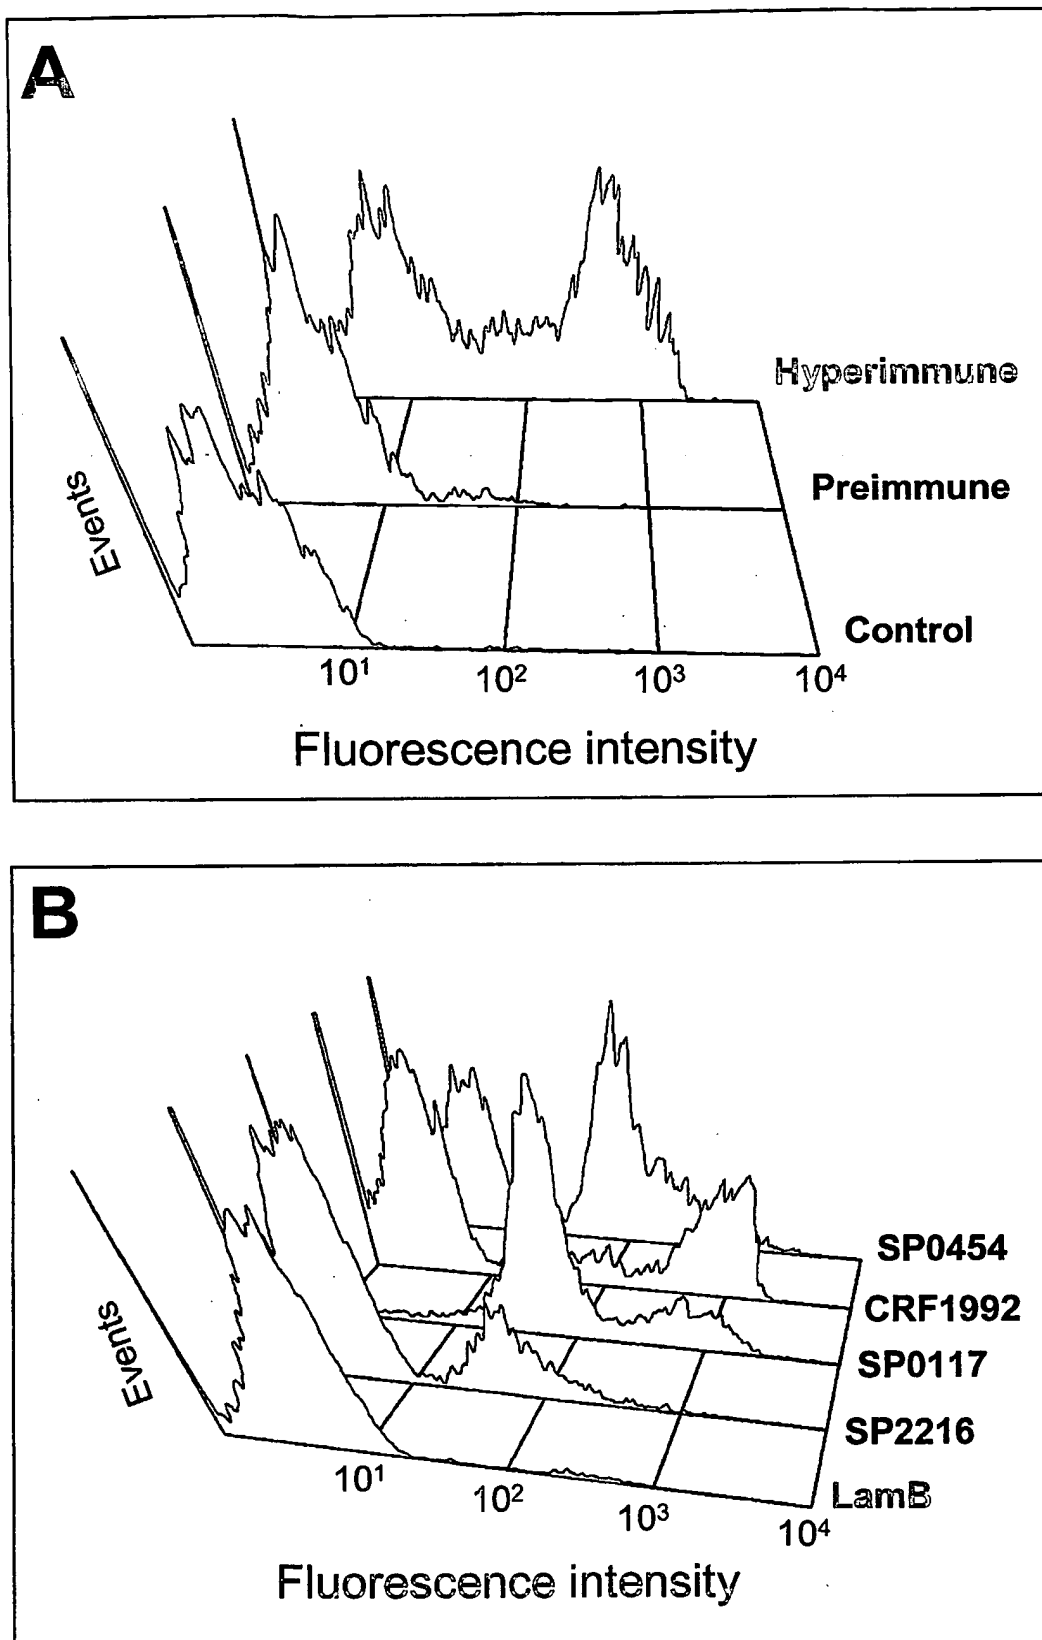 A
Hyperimmune
Preimmune
Control
Events
10¹ 10² 10³ 10⁴
Fluorescence intensity
B
SP0454
CRF1992
SP0117
SP2216
LamB
Events
10¹ 10² 10³ 10⁴
Fluorescence intensity